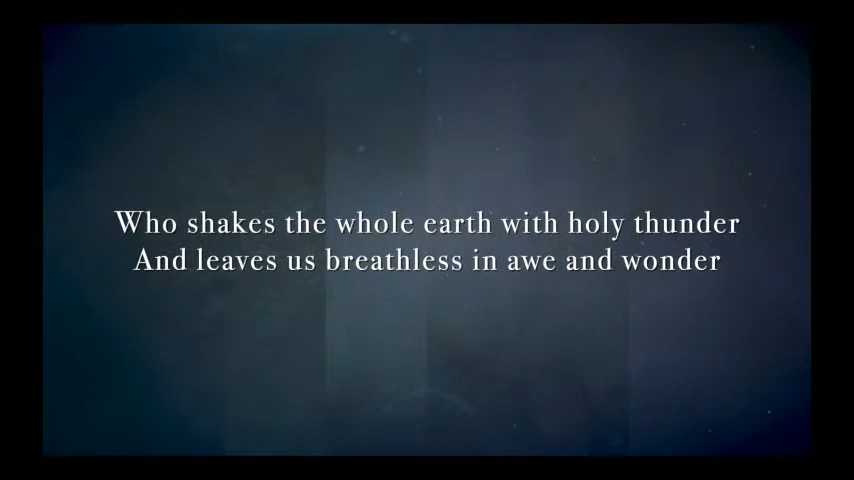 Who shakes the whole earth with holy thunder
And leaves us breathless in awe and wonder